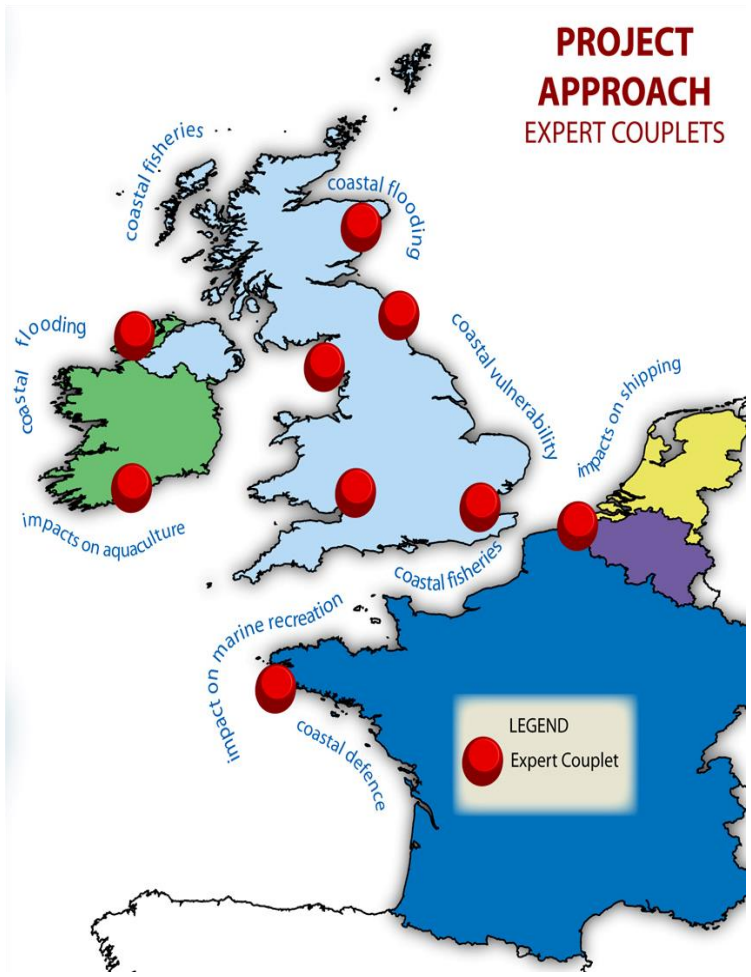 PROJECT
APPROACH
EXPERT COUPLETS
coastal fisheries
coastal flooding
coastal flooding
coastal vulnerability
impacts on shipping
impacts on aquaculture
coastal fisheries
impact on marine recreation
coastal defence
LEGEND
Expert Couplet